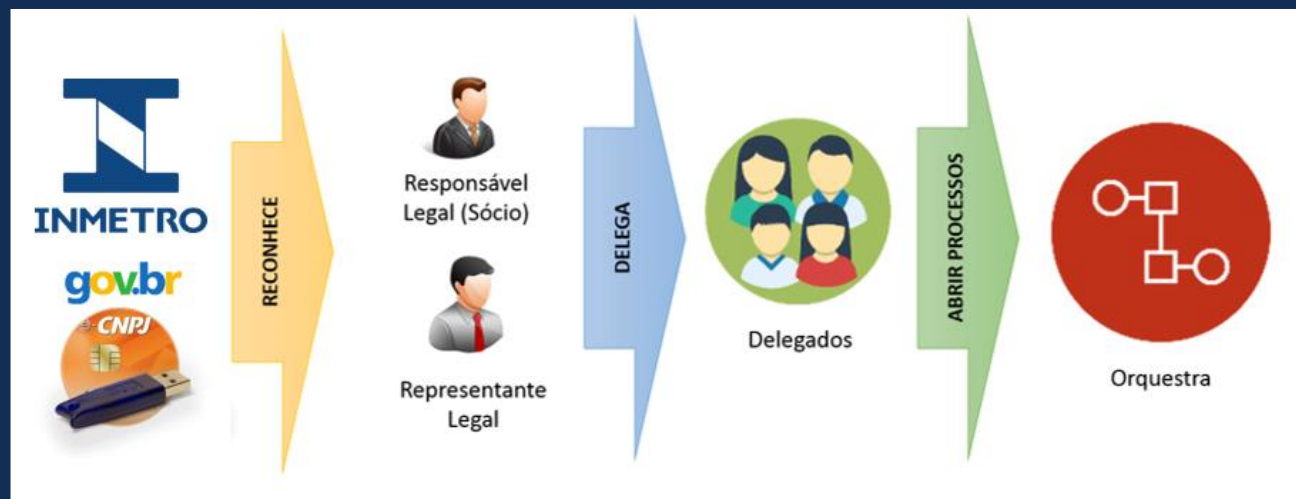 INMETRO
gov.br
e-CNPJ
RECONHECE
Responsável
Legal (Sócio)
Representante
Legal
DELEGA
Delegados
ABRIR PROCESSOS
Orquestra